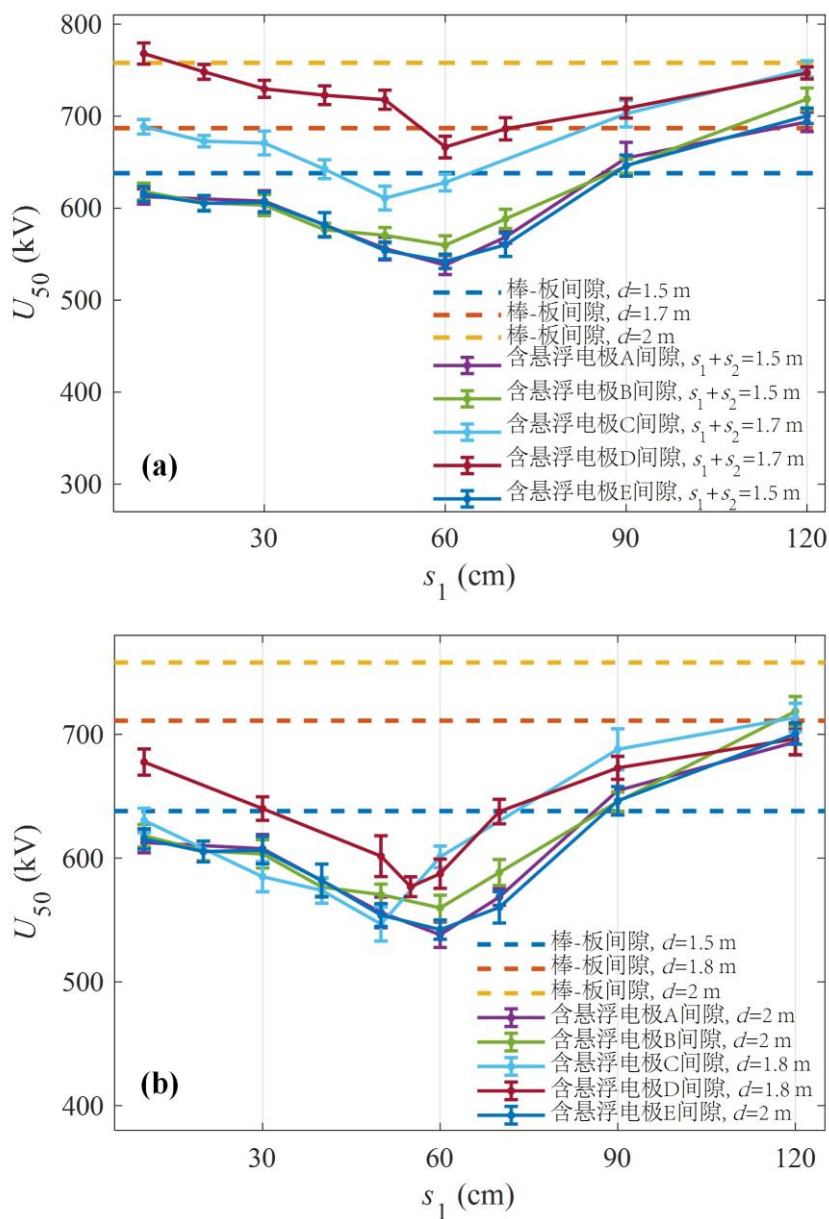 800
700
600
500
400
300
U50 (kV)
棒-板间隙, d=1.5 m
棒-板间隙, d=1.7 m
棒-板间隙, d=2 m
含悬浮电极A间隙, s1+s2=1.5 m
含悬浮电极B间隙, s1+s2=1.5 m
含悬浮电极C间隙, s1+s2=1.7 m
含悬浮电极D间隙, s1+s2=1.7 m
含悬浮电极E间隙, s1+s2=1.5 m
(a)
30 60 90 120
s1 (cm)
700
600
500
400
U50 (kV)
棒-板间隙, d=1.5 m
棒-板间隙, d=1.8 m
棒-板间隙, d=2 m
含悬浮电极A间隙, d=2 m
含悬浮电极B间隙, d=2 m
含悬浮电极C间隙, d=1.8 m
含悬浮电极D间隙, d=1.8 m
含悬浮电极E间隙, d=2 m
(b)
30 60 90 120
s1 (cm)